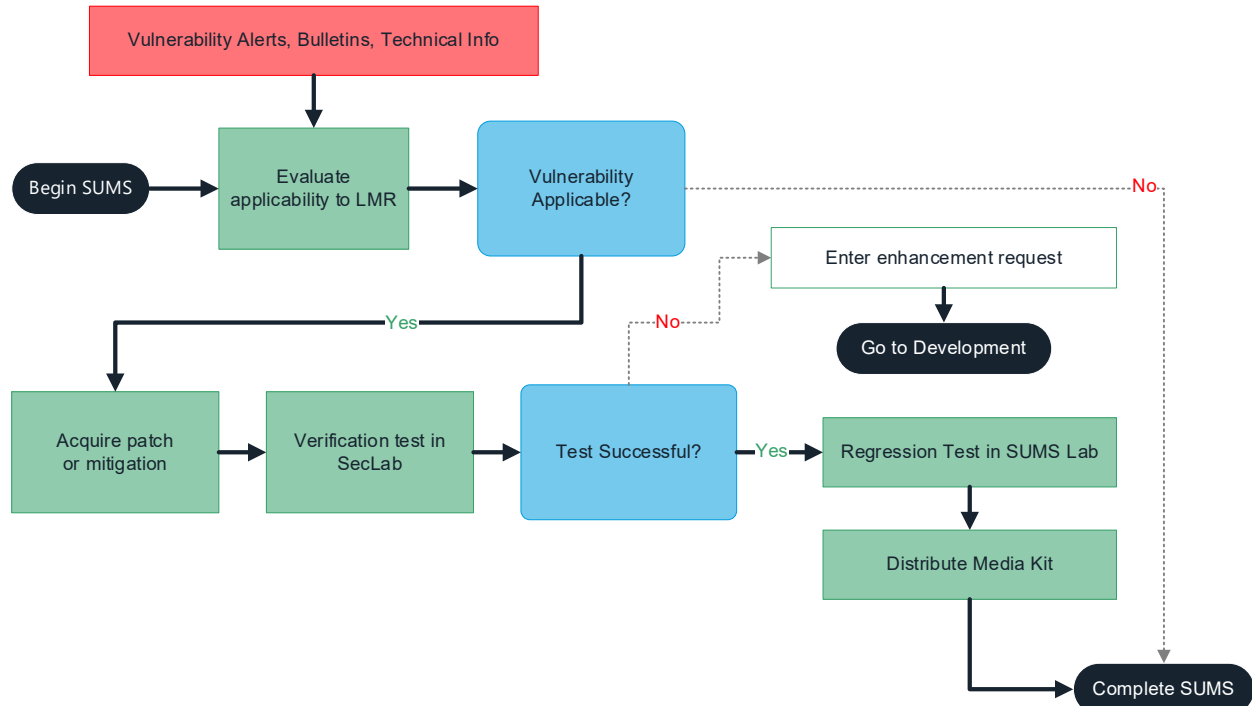 Vulnerability Alerts, Bulletins, Technical Info
Begin SUMS
Evaluate
applicability to LMR
Vulnerability
Applicable?
No
Enter enhancement request
Yes
No
Go to Development
Acquire patch
or mitigation
Verification test in
SecLab
Test Successful?
Yes
Regression Test in SUMS Lab
Distribute Media Kit
Complete SUMS